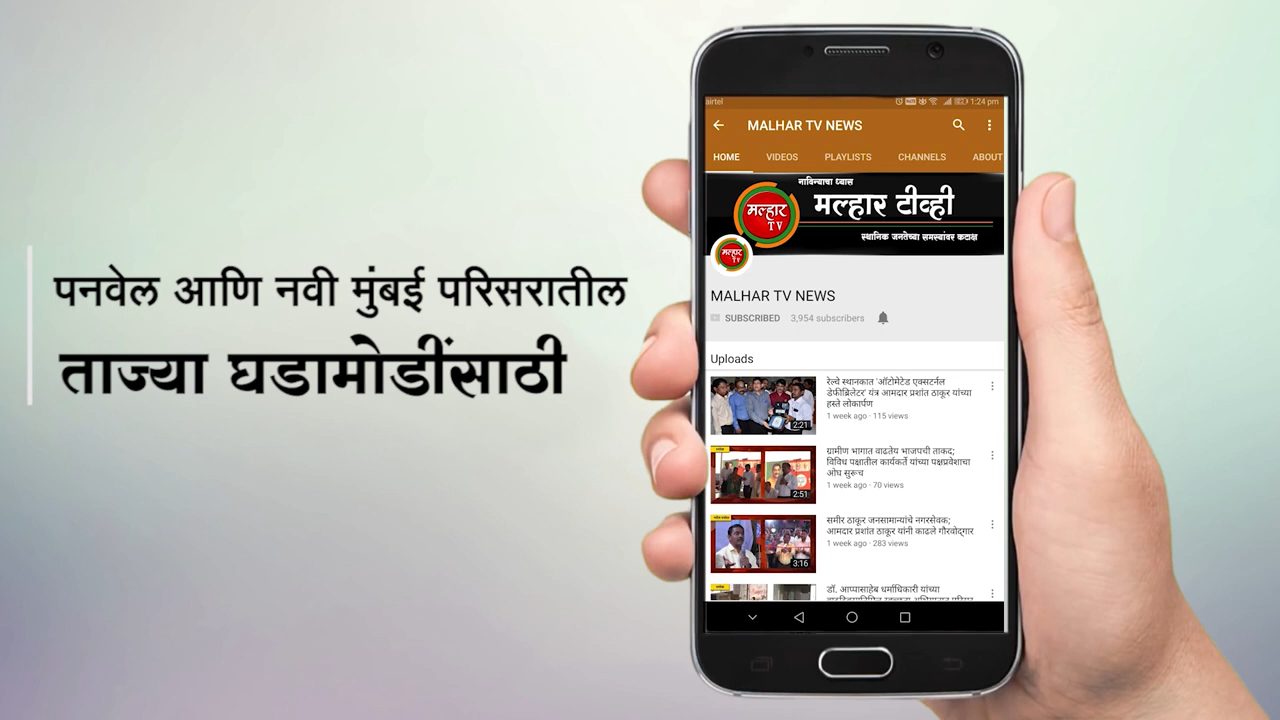 पनवेल आणि नवी मुंबई परिसरातील
ताज्या घडामोडींसाठी
airtel
1:24 pm
MALHAR TV NEWS
HOME VIDEOS PLAYLISTS CHANNELS ABOUT
नाविन्याचा ध्यास
मल्हार टीव्ही
मल्हार
TV
स्थानिक जनतेच्या समस्यांवर कटाक्ष
मल्हार
TV
MALHAR TV NEWS
SUBSCRIBED 3,954 subscribers
Uploads
रेल्वे स्थानकात 'ऑटोमेटेड एक्सटर्नल
डेफीब्रिलेटर' यंत्र आमदार प्रशांत ठाकूर यांच्या
हस्ते लोकार्पण
1 week ago · 115 views
2:21
ग्रामीण भागात वाढतेय भाजपची ताकद;
विविध पक्षातील कार्यकर्ते यांच्या पक्षप्रवेशाचा
ओघ सुरूच
1 week ago · 70 views
2:51
समीर ठाकूर जनसामान्यांचे नगरसेवक;
आमदार प्रशांत ठाकूर यांनी काढले गौरवोद्गार
1 week ago · 283 views
3:16
डॉ. आप्पासाहेब धर्माधिकारी यांच्या